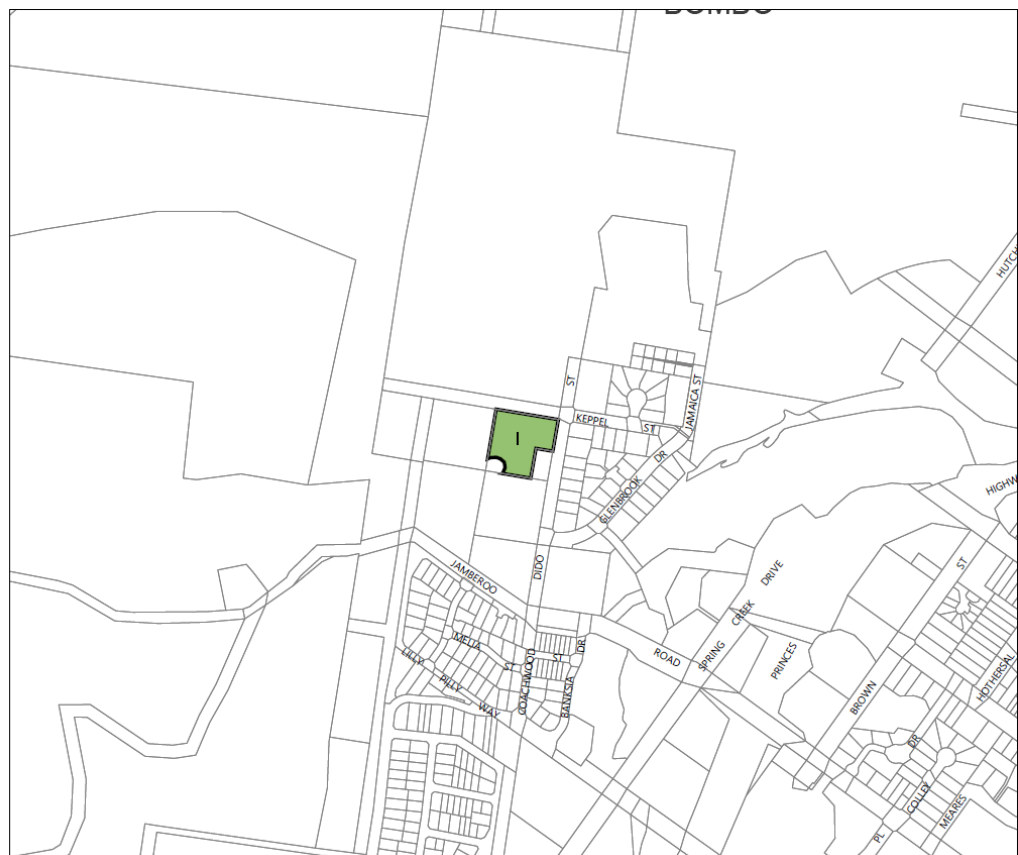 BOMBO
HUTCH
ST
JAMAICA ST
KEPPEL
ST
I
DR
GLENBROOK
HIGHW
DIDO
JAMBEROO
DRIVE
ST
CREEK
MELIA
ST
DR
LILLY
ST
ROAD
SPRING
PRINCES
PILLY
COACHWOOD
BANKSIA
HOTHERSAL
BROWN
WAY
DR
COLLEY
MEARES
PL